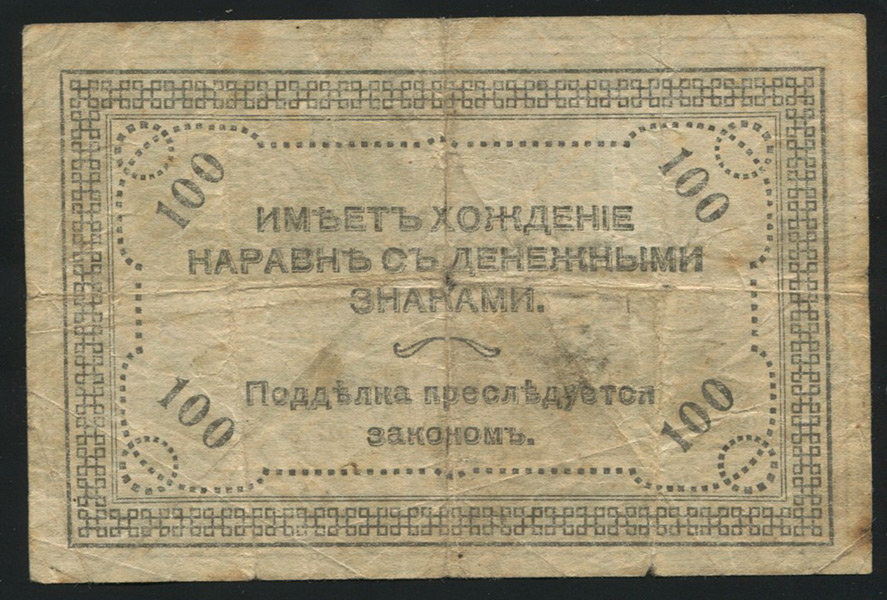 100 100
ИМѢЕТЪ ХОЖДЕНІЕ
НАРАВНѢ СЪ ДЕНЕЖНЫМИ
ЗНАКАМИ.
Поддѣлка преслѣдуется
закономъ.
100 100